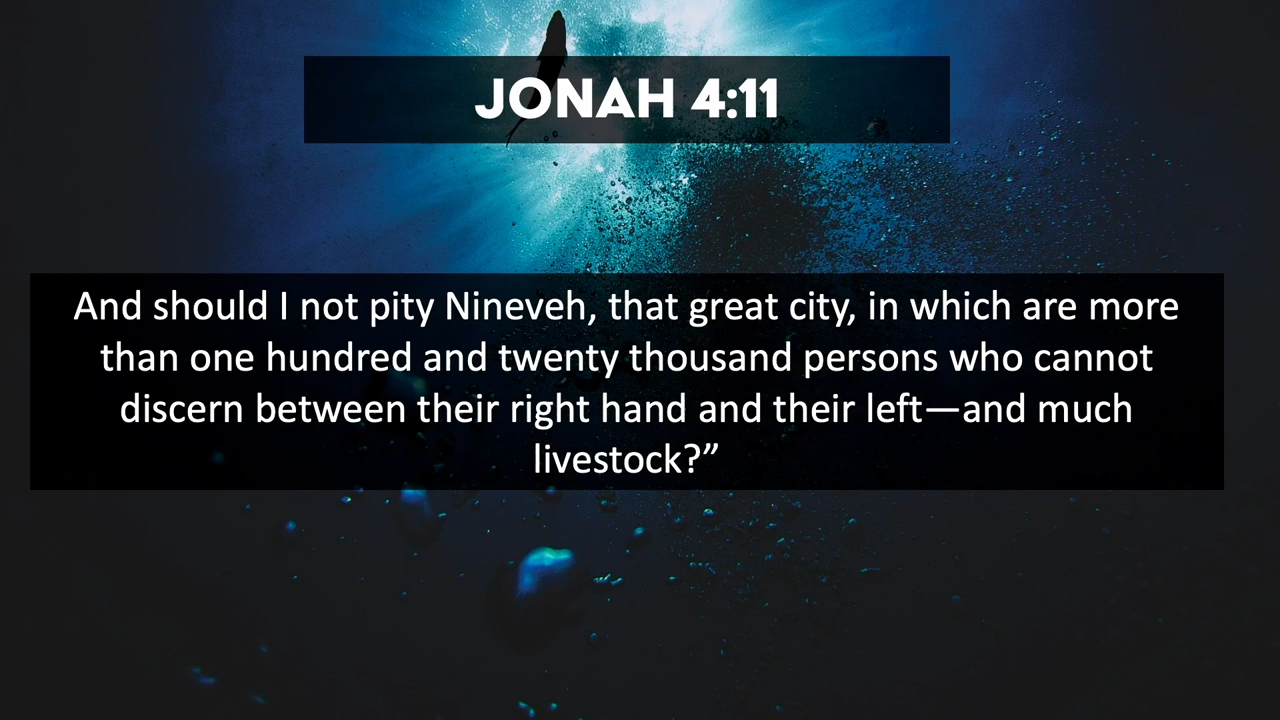 JONAH 4:11
And should I not pity Nineveh, that great city, in which are more
than one hundred and twenty thousand persons who cannot
discern between their right hand and their left—and much
livestock?”